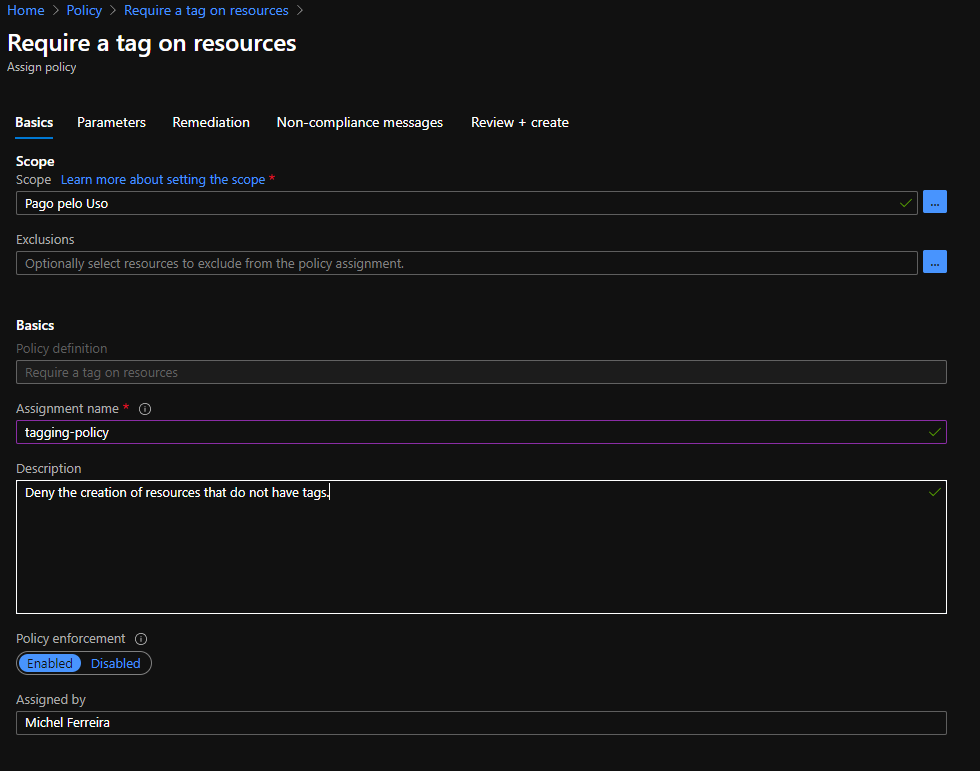 Home > Policy > Require a tag on resources >
Require a tag on resources
Assign policy
Basics Parameters Remediation Non-compliance messages Review + create
Scope
Scope Learn more about setting the scope *
Pago pelo Uso
...
Exclusions
Optionally select resources to exclude from the policy assignment.
...
Basics
Policy definition
Require a tag on resources
Assignment name *
tagging-policy
Description
Deny the creation of resources that do not have tags.
Policy enforcement
Enabled Disabled
Assigned by
Michel Ferreira